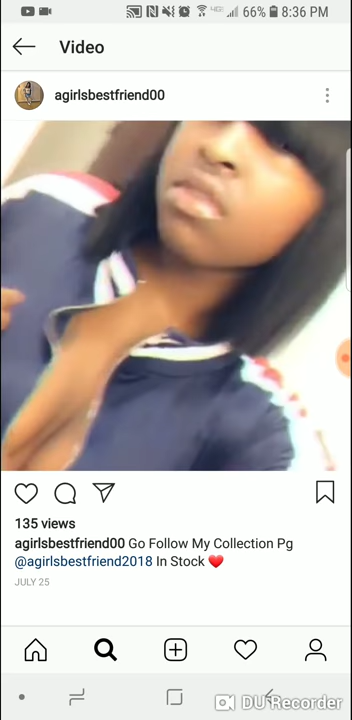 66% 8:36 PM
Video
agirlsbestfriend00
135 views
agirlsbestfriend00 Go Follow My Collection Pg
@agirlsbestfriend2018 In Stock ❤️
JULY 25
DU Recorder